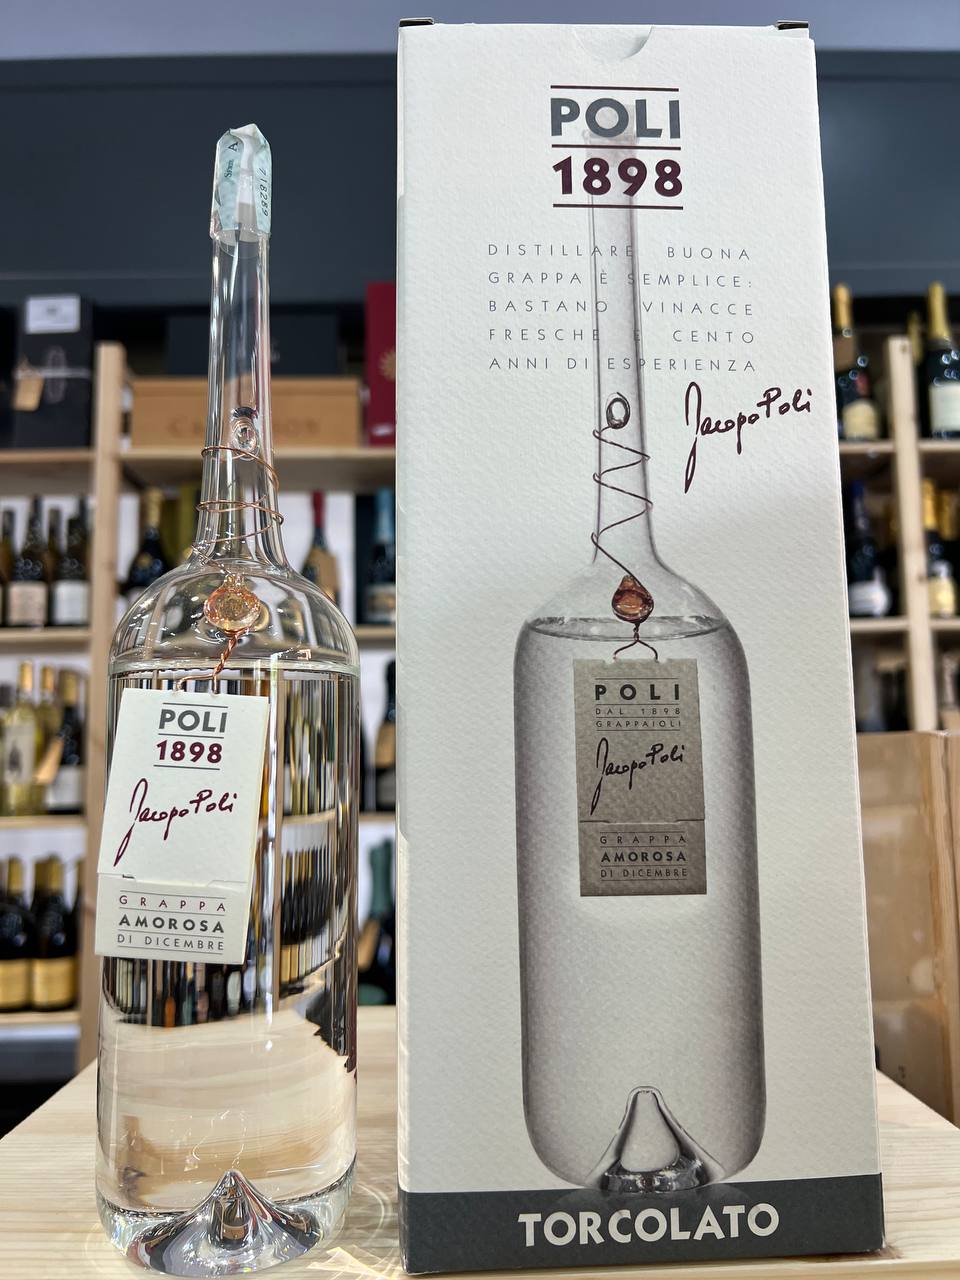 POLI
1898
DISTILLARE BUONA
GRAPPA È SEMPLICE:
BASTANO VINACCE
FRESCHE E CENTO
ANNI DI ESPERIENZA
Jacopo Poli
POLI
DAL 1898
GRAPPAIOLI
Jacopo Poli
GRAPPA
AMOROSA
DI DICEMBRE
TORCOLATO
A
718289
POLI
1898
Jacopo Poli
GRAPPA
AMOROSA
DI DICEMBRE